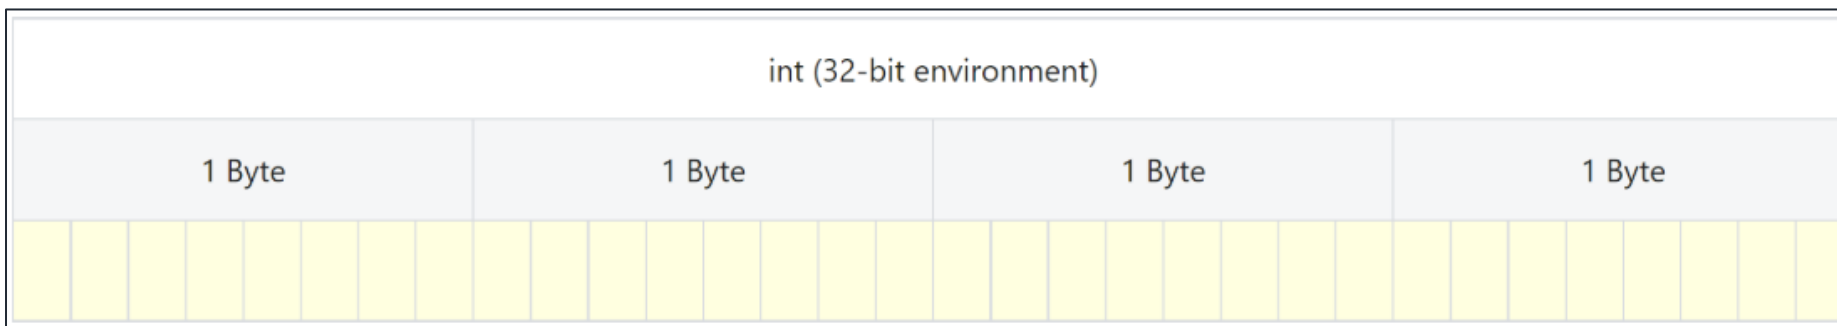 int (32-bit environment)
1 Byte 1 Byte 1 Byte 1 Byte